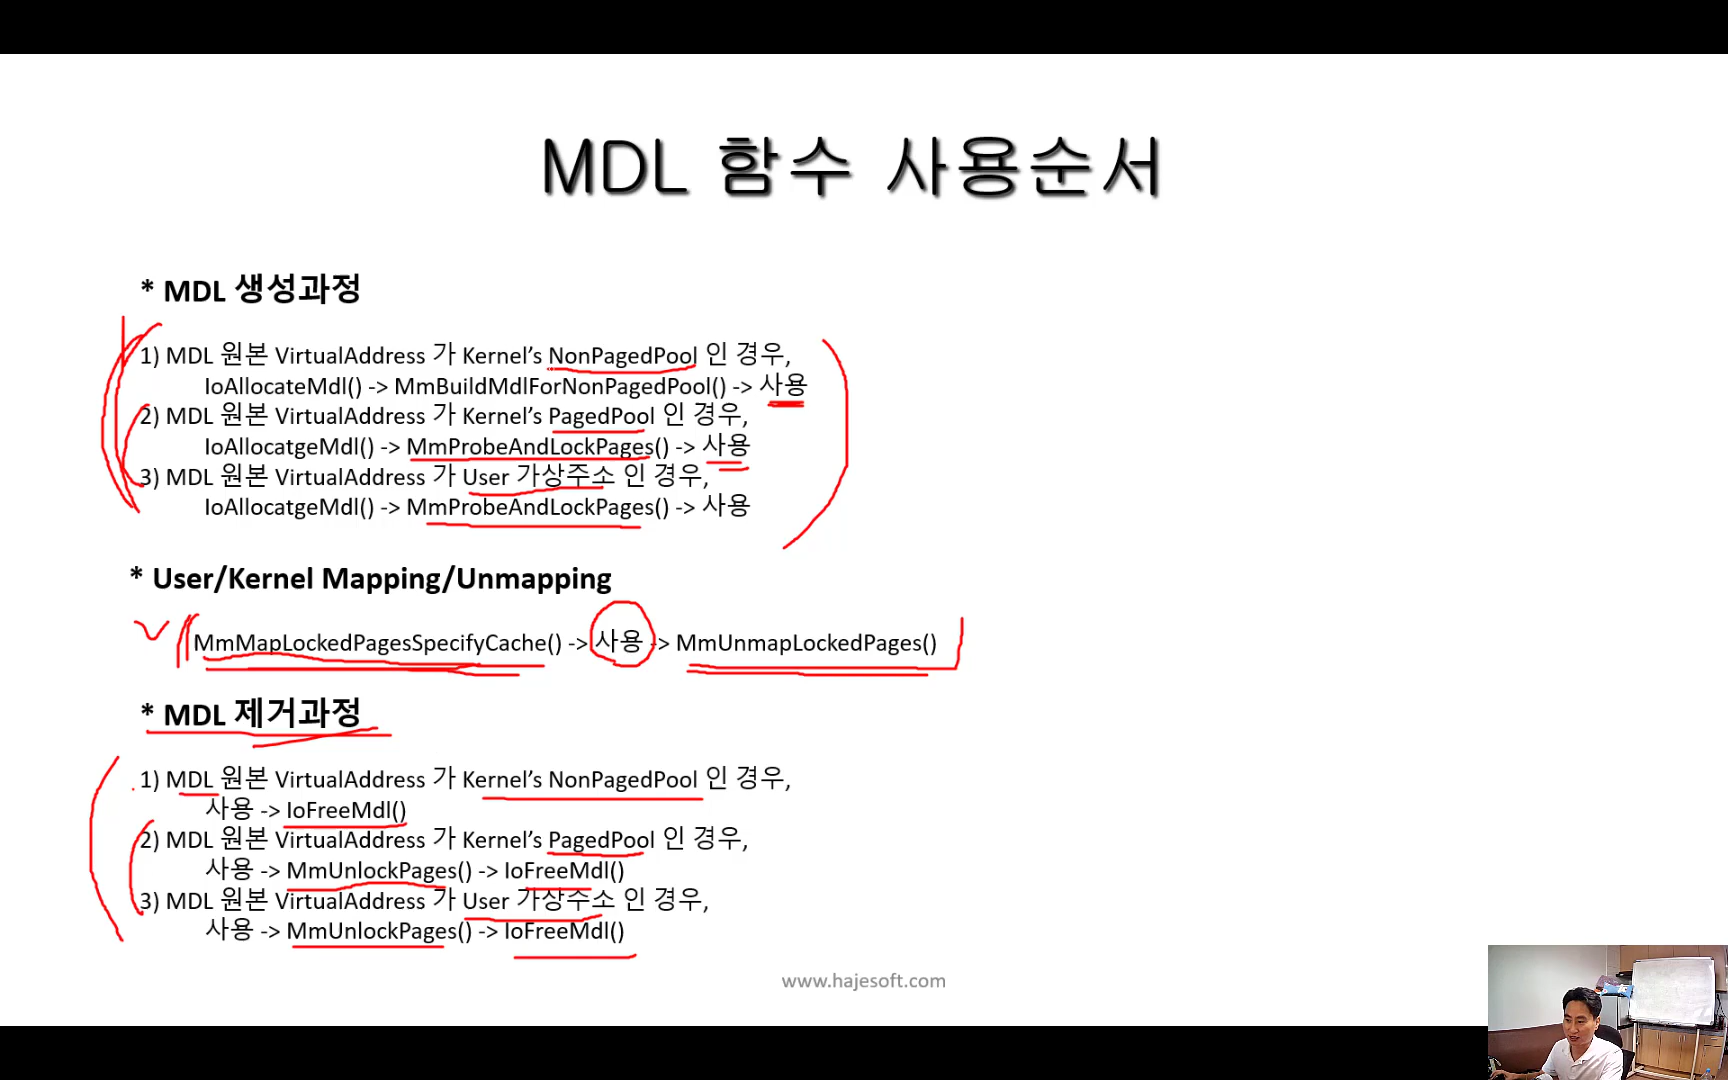 MDL 함수 사용순서
* MDL 생성과정
1) MDL 원본 VirtualAddress 가 Kernel's NonPagedPool 인 경우,
IoAllocateMdl() -> MmBuildMdlForNonPagedPool() -> 사용
2) MDL 원본 VirtualAddress 가 Kernel's PagedPool 인 경우,
IoAllocatgeMdl() -> MmProbeAndLockPages() -> 사용
3) MDL 원본 VirtualAddress 가 User 가상주소 인 경우,
IoAllocatgeMdl() -> MmProbeAndLockPages() -> 사용
* User/Kernel Mapping/Unmapping
MmMapLockedPagesSpecifyCache() -> 사용 -> MmUnmapLockedPages()
* MDL 제거과정
1) MDL 원본 VirtualAddress 가 Kernel's NonPagedPool 인 경우,
사용 -> IoFreeMdl()
2) MDL 원본 VirtualAddress 가 Kernel's PagedPool 인 경우,
사용 -> MmUnlockPages() -> IoFreeMdl()
3) MDL 원본 VirtualAddress 가 User 가상주소 인 경우,
사용 -> MmUnlockPages() -> IoFreeMdl()
www.hajesoft.com